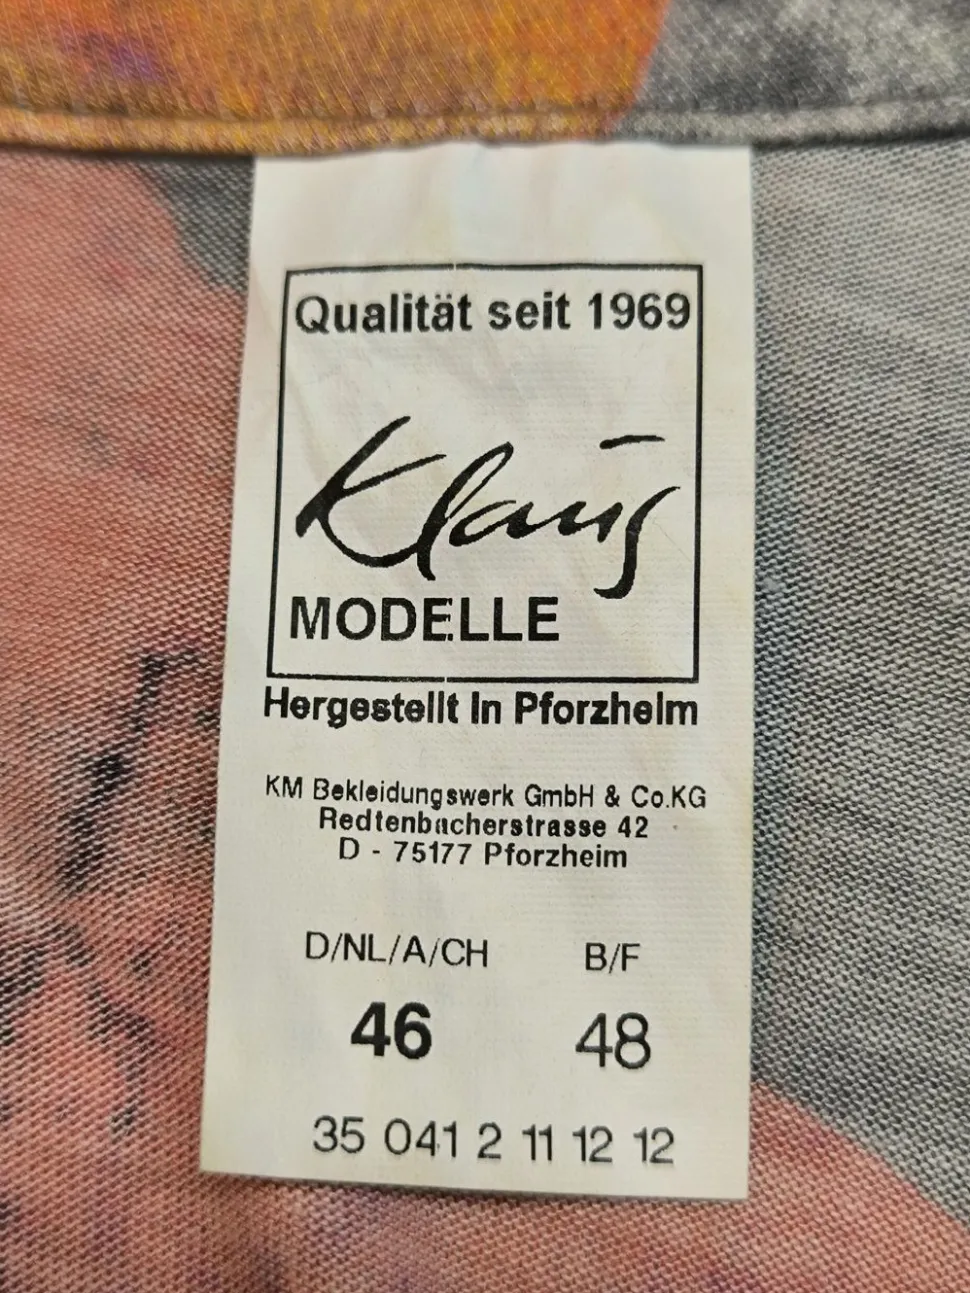 Qualität seit 1969
Klaus
MODELLE
Hergestellt in Pforzheim
KM Bekleidungswerk GmbH & Co.KG
Redtenbacherstrasse 42
D - 75177 Pforzheim
D/NL/A/CH B/F
46 48
35 041 2 11 12 12